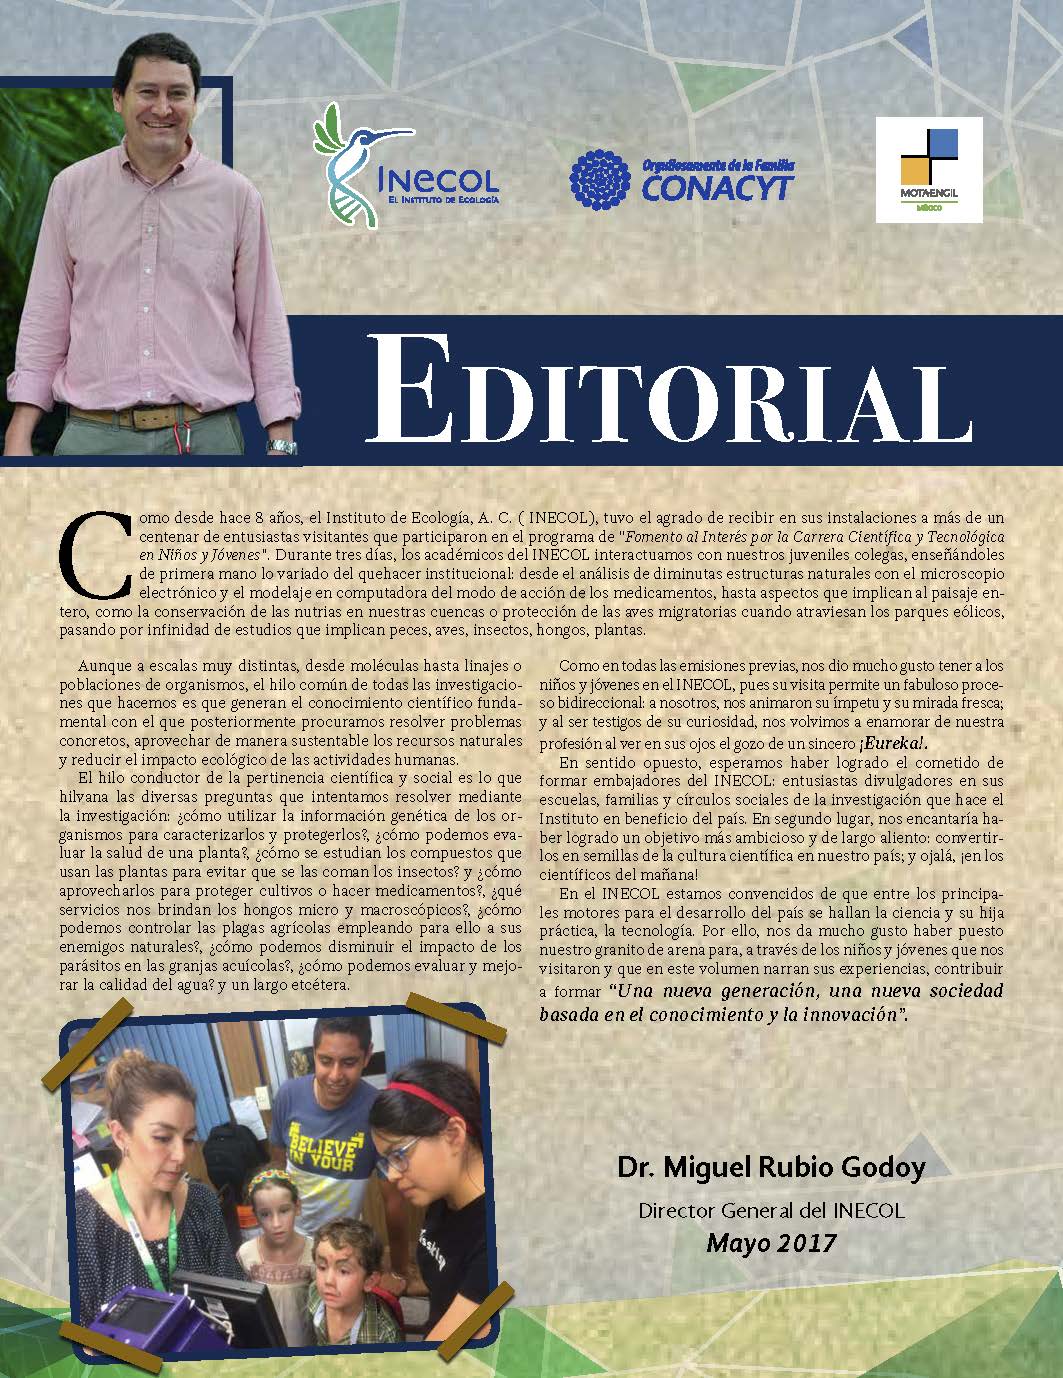 INECOL
EL INSTITUTO DE ECOLOGÍA
Orgullosamente de la Familia
CONACYT
MOTAENGIL
MÉXICO
EDITORIAL
Como desde hace 8 años, el Instituto de Ecología, A. C. ( INECOL), tuvo el agrado de recibir en sus instalaciones a más de un
centenar de entusiastas visitantes que participaron en el programa de "Fomento al Interés por la Carrera Científica y Tecnológica
en Niños y Jóvenes". Durante tres días, los académicos del INECOL interactuamos con nuestros juveniles colegas, enseñándoles
de primera mano lo variado del quehacer institucional: desde el análisis de diminutas estructuras naturales con el microscopio
electrónico y el modelaje en computadora del modo de acción de los medicamentos, hasta aspectos que implican al paisaje en-
tero, como la conservación de las nutrias en nuestras cuencas o protección de las aves migratorias cuando atraviesan los parques eólicos,
pasando por infinidad de estudios que implican peces, aves, insectos, hongos, plantas.
Aunque a escalas muy distintas, desde moléculas hasta linajes o
poblaciones de organismos, el hilo común de todas las investigacio-
nes que hacemos es que generan el conocimiento científico funda-
mental con el que posteriormente procuramos resolver problemas
concretos, aprovechar de manera sustentable los recursos naturales
y reducir el impacto ecológico de las actividades humanas.
El hilo conductor de la pertinencia científica y social es lo que
hilvana las diversas preguntas que intentamos resolver mediante
la investigación: ¿cómo utilizar la información genética de los or-
ganismos para caracterizarlos y protegerlos?, ¿cómo podemos eva-
luar la salud de una planta?, ¿cómo se estudian los compuestos que
usan las plantas para evitar que se las coman los insectos? y ¿cómo
aprovecharlos para proteger cultivos o hacer medicamentos?, ¿qué
servicios nos brindan los hongos micro y macroscópicos?, ¿cómo
podemos controlar las plagas agrícolas empleando para ello a sus
enemigos naturales?, ¿cómo podemos disminuir el impacto de los
parásitos en las granjas acuícolas?, ¿cómo podemos evaluar y mejo-
rar la calidad del agua? y un largo etcétera.
Como en todas las emisiones previas, nos dio mucho gusto tener a los
niños y jóvenes en el INECOL, pues su visita permite un fabuloso proce-
so bidireccional: a nosotros, nos animaron su ímpetu y su mirada fresca;
y al ser testigos de su curiosidad, nos volvimos a enamorar de nuestra
profesión al ver en sus ojos el gozo de un sincero ¡Eureka!.
En sentido opuesto, esperamos haber logrado el cometido de
formar embajadores del INECOL: entusiastas divulgadores en sus
escuelas, familias y círculos sociales de la investigación que hace el
Instituto en beneficio del país. En segundo lugar, nos encantaría ha-
ber logrado un objetivo más ambicioso y de largo aliento: convertir-
los en semillas de la cultura científica en nuestro país; y ojalá, ¡en los
científicos del mañana!
En el INECOL estamos convencidos de que entre los principa-
les motores para el desarrollo del país se hallan la ciencia y su hija
práctica, la tecnología. Por ello, nos da mucho gusto haber puesto
nuestro granito de arena para, a través de los niños y jóvenes que nos
visitaron y que en este volumen narran sus experiencias, contribuir
a formar “Una nueva generación, una nueva sociedad
basada en el conocimiento y la innovación”.
BELIEVE
IN YOUR
Dr. Miguel Rubio Godoy
Director General del INECOL
Mayo 2017